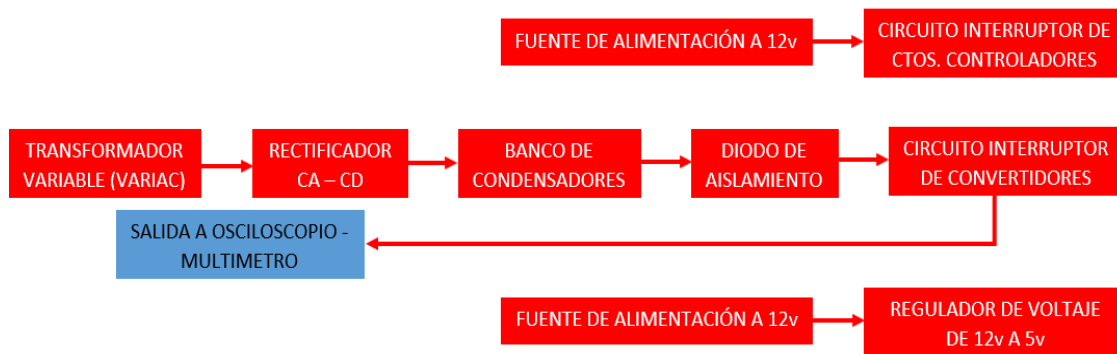 FUENTE DE ALIMENTACIÓN A 12v
CIRCUITO INTERRUPTOR DE
CTOS. CONTROLADORES
TRANSFORMADOR
VARIABLE (VARIAC)
RECTIFICADOR
CA – CD
BANCO DE
CONDENSADORES
DIODO DE
AISLAMIENTO
CIRCUITO INTERRUPTOR
DE CONVERTIDORES
SALIDA A OSCILOSCOPIO -
MULTIMETRO
FUENTE DE ALIMENTACIÓN A 12v
REGULADOR DE VOLTAJE
DE 12v A 5v